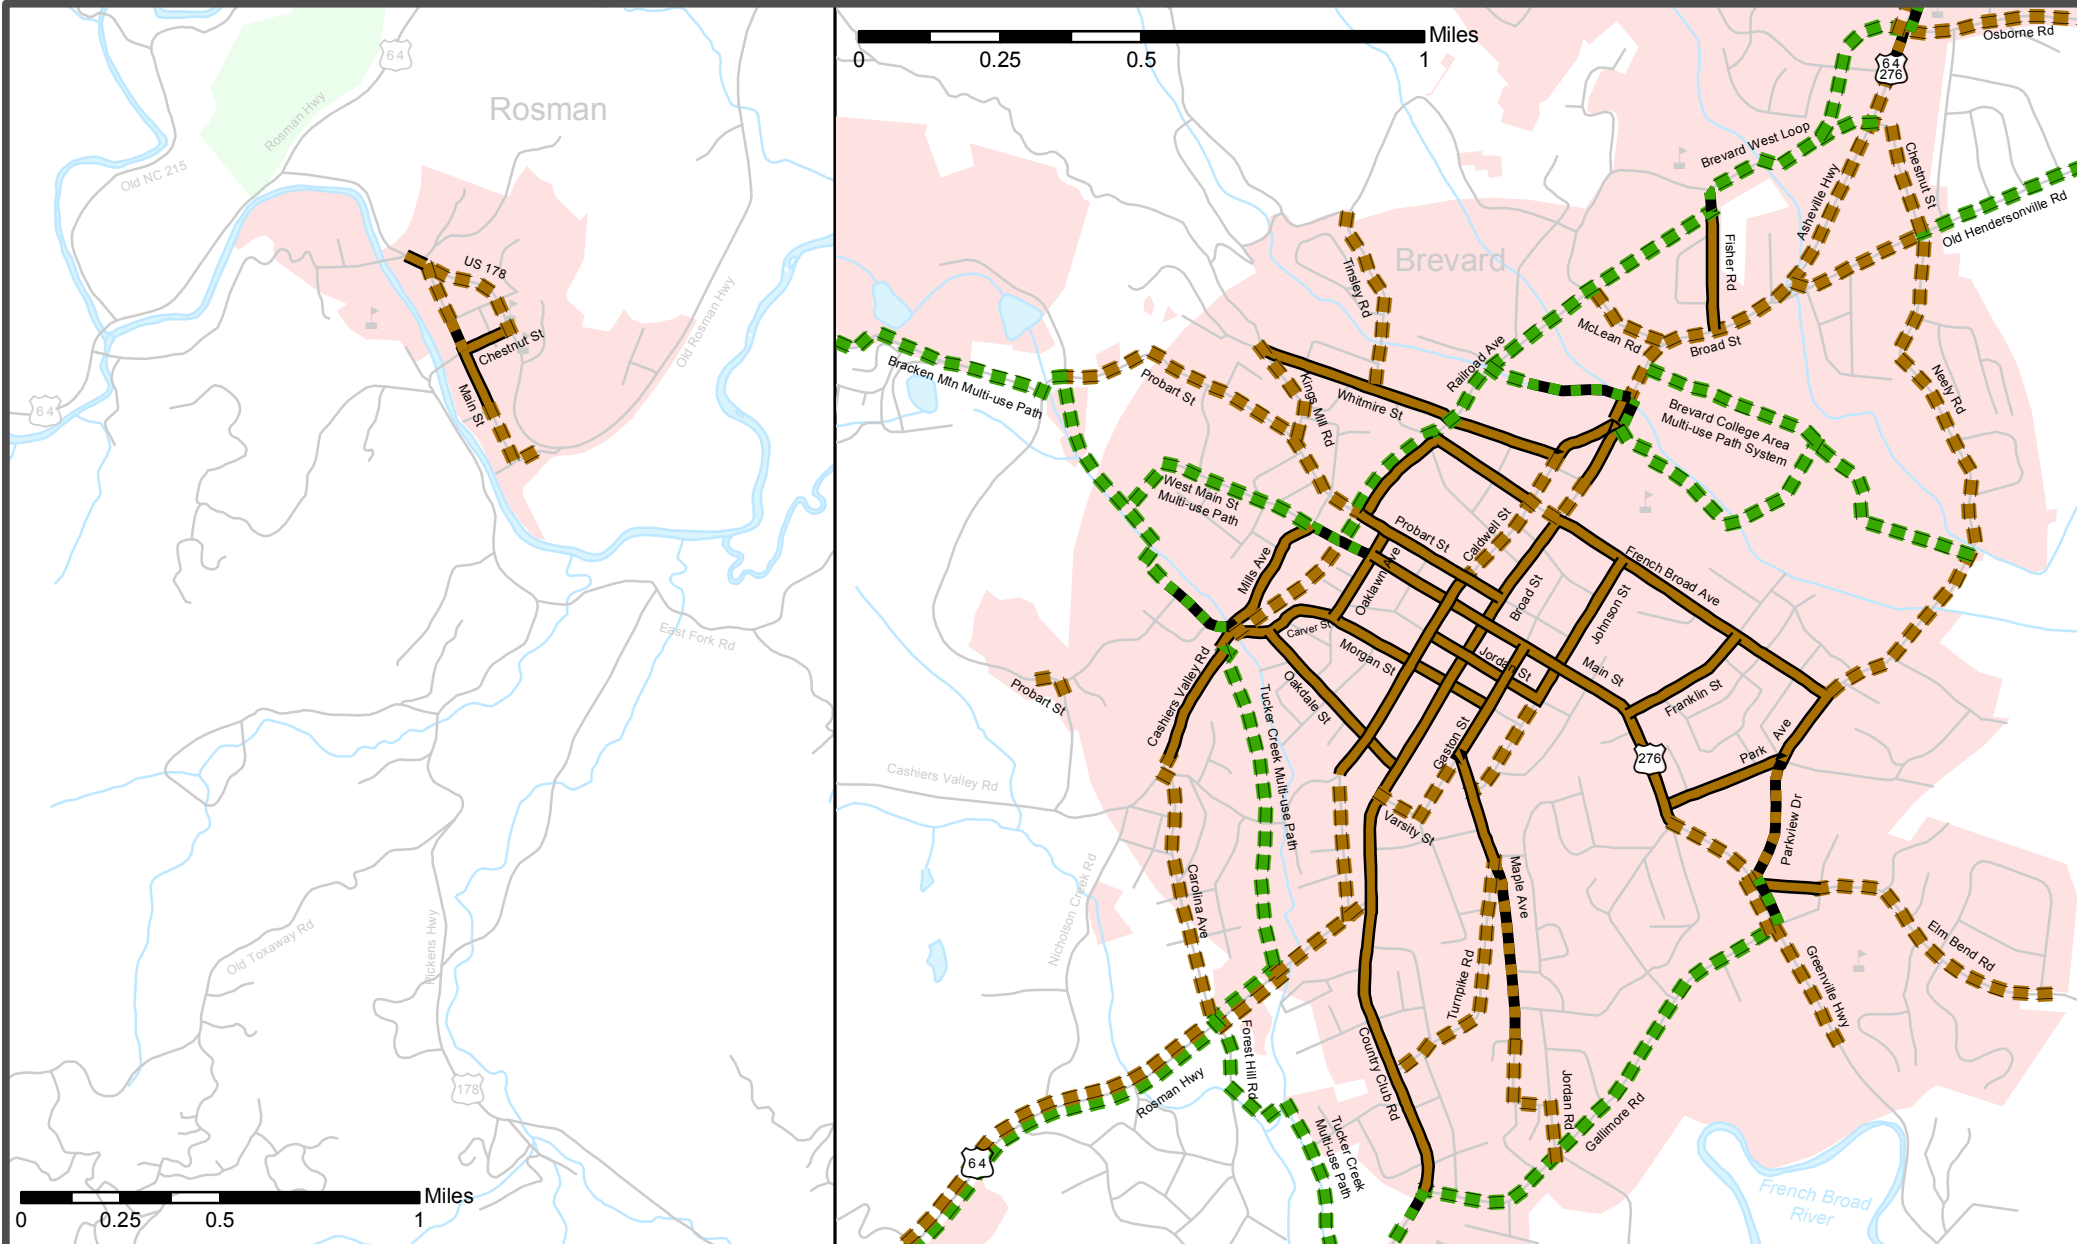 Rosman
64
Rosman Hwy
Old NC 215
US 178
Chestnut St
Main St
Old Rosman Hwy
64
East Fork Rd
Old Toxaway Rd
Pickens Hwy
178
Miles
0 0.25 0.5 1
Miles
0 0.25 0.5 1
Osborne Rd
64
276
Brevard West Loop
Chestnut St
Asheville Hwy
Old Hendersonville Rd
Fisher Rd
Brevard
Tinsley Rd
McLean Rd
Broad St
Railroad Ave
Neely Rd
Bracken Mtn Multi-use Path
Probart St
Kings Mill Rd
Whitmire St
Brevard College Area
Multi-use Path System
West Main St
Multi-use Path
Probart St
Caldwell St
French Broad Ave
Mills Ave
Oaklawn Ave
Broad St
Johnson St
Carver St
Morgan St
Jordan St
Main St
Franklin St
Cashiers Valley Rd
Oakdale St
Probart St
Tucker Creek Multi-use Path
Gaston St
276
Park Ave
Cashiers Valley Rd
Varsity St
Parkview Dr
Nicholson Creek Rd
Carolina Ave
Maple Ave
Turnpike Rd
Elm Bend Rd
Greenville Hwy
Forest Hill Rd
Country Club Rd
Rosman Hwy
Jordan Rd
Gallimore Rd
64
Tucker Creek
Multi-use Path
French Broad
River